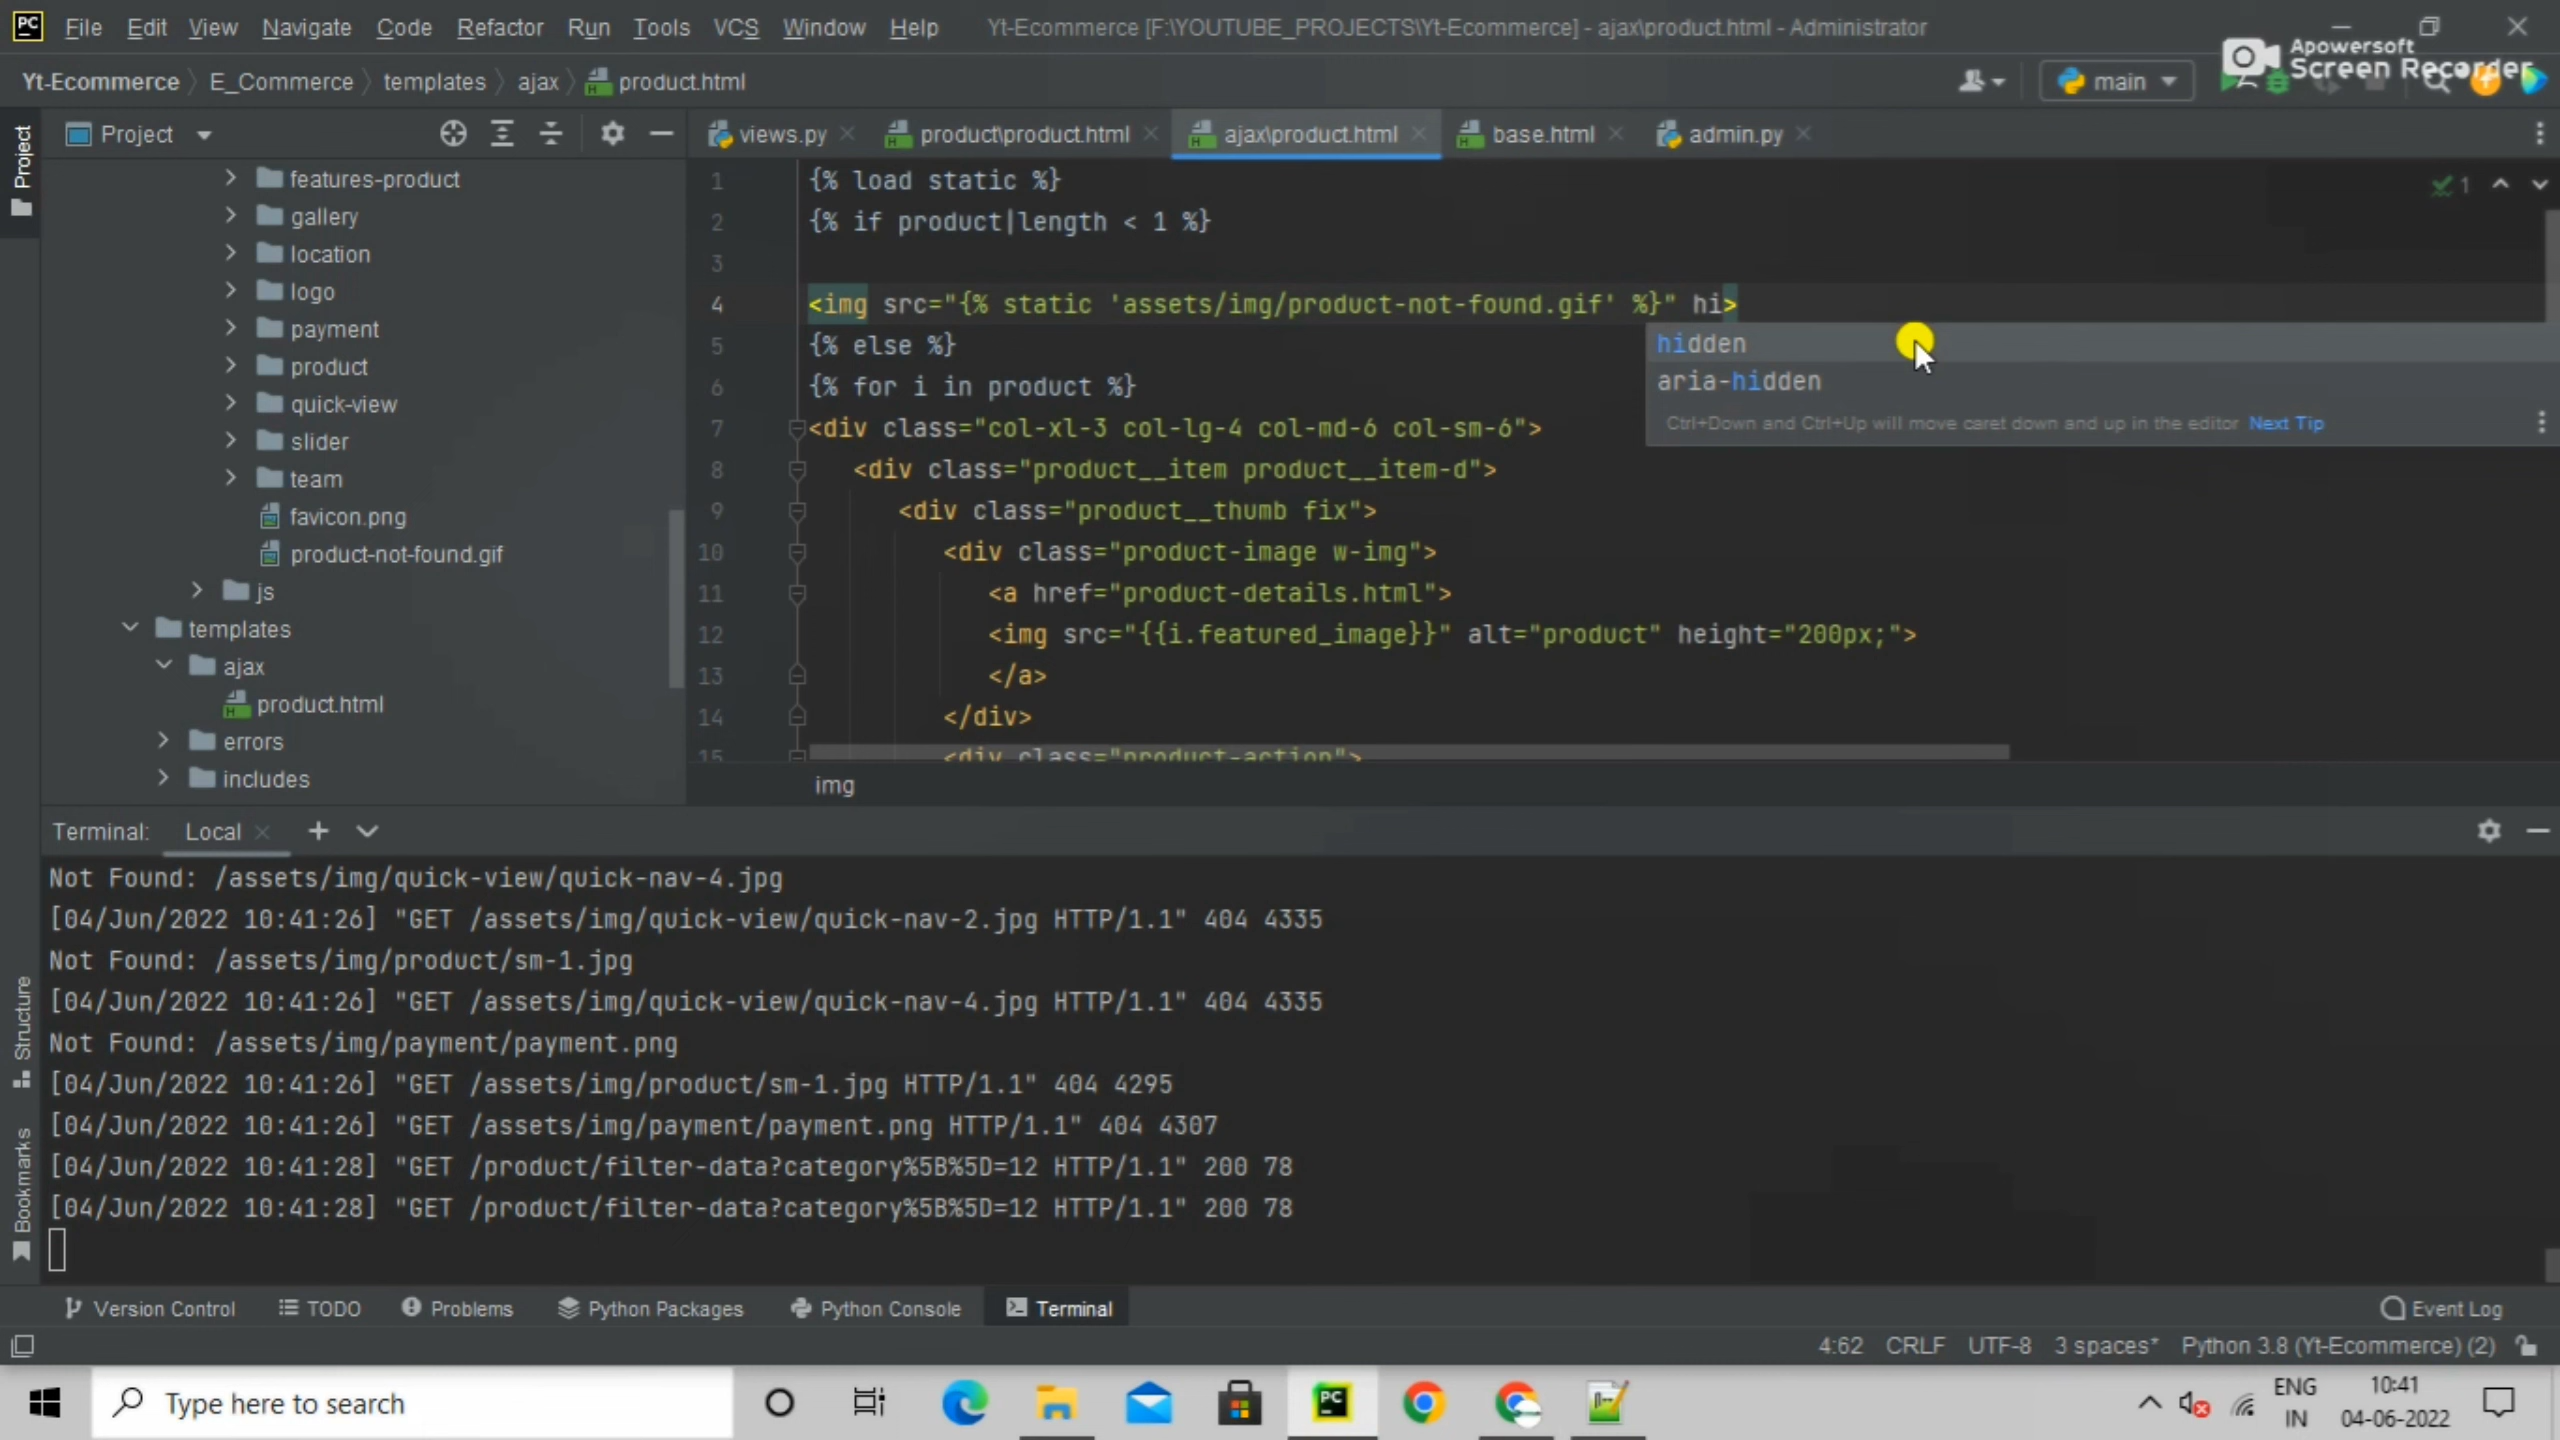 PC File Edit View Navigate Code Refactor Run Tools VCS Window Help Yt-Ecommerce [F:\YOUTUBE_PROJECTS\Yt-Ecommerce] - ajax\product.html - Administrator
Apowersoft
Screen Recorder
Yt-Ecommerce E_Commerce templates ajax product.html main
Project
Project
views.py product\product.html ajax\product.html base.html admin.py
features-product
gallery
location
logo
payment
product
quick-view
slider
team
favicon.png
product-not-found.gif
js
templates
ajax
product.html
errors
includes
1 {% load static %}
1
2 {% if product|length < 1 %}
3
4 <img src="{% static 'assets/img/product-not-found.gif' %}" hi>
5 {% else %}
6 {% for i in product %}
7 <div class="col-xl-3 col-lg-4 col-md-6 col-sm-6">
8 <div class="product__item product__item-d">
9 <div class="product__thumb fix">
10 <div class="product-image w-img">
11 <a href="product-details.html">
12 <img src="{{i.featured_image}}" alt="product" height="200px;">
13 </a>
14 </div>
15 <div class="product-action">
hidden
aria-hidden
Ctrl+Down and Ctrl+Up will move caret down and up in the editor Next Tip
img
Terminal: Local
Not Found: /assets/img/quick-view/quick-nav-4.jpg
[04/Jun/2022 10:41:26] "GET /assets/img/quick-view/quick-nav-2.jpg HTTP/1.1" 404 4335
Not Found: /assets/img/product/sm-1.jpg
[04/Jun/2022 10:41:26] "GET /assets/img/quick-view/quick-nav-4.jpg HTTP/1.1" 404 4335
Not Found: /assets/img/payment/payment.png
[04/Jun/2022 10:41:26] "GET /assets/img/product/sm-1.jpg HTTP/1.1" 404 4295
[04/Jun/2022 10:41:26] "GET /assets/img/payment/payment.png HTTP/1.1" 404 4307
[04/Jun/2022 10:41:28] "GET /product/filter-data?category%5B%5D=12 HTTP/1.1" 200 78
[04/Jun/2022 10:41:28] "GET /product/filter-data?category%5B%5D=12 HTTP/1.1" 200 78
Structure
Bookmarks
Version Control TODO Problems Python Packages Python Console Terminal Event Log
4:62 CRLF UTF-8 3 spaces* Python 3.8 (Yt-Ecommerce) (2)
Type here to search
PC
ENG
IN
10:41
04-06-2022